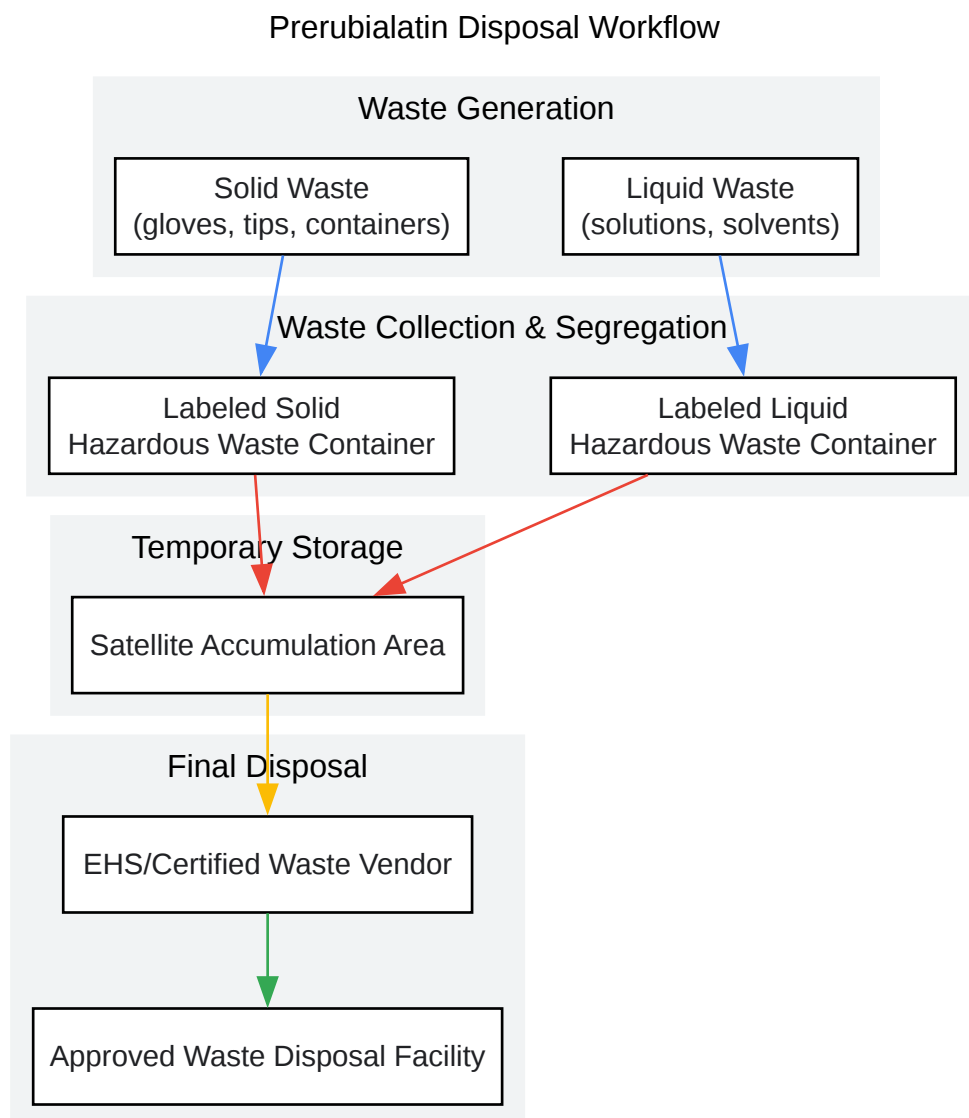 Prerubialatin Disposal Workflow
Waste Generation
Solid Waste
(gloves, tips, containers)
Liquid Waste
(solutions, solvents)
Waste Collection & Segregation
Labeled Solid
Hazardous Waste Container
Labeled Liquid
Hazardous Waste Container
Temporary Storage
Satellite Accumulation Area
Final Disposal
EHS/Certified Waste Vendor
Approved Waste Disposal Facility